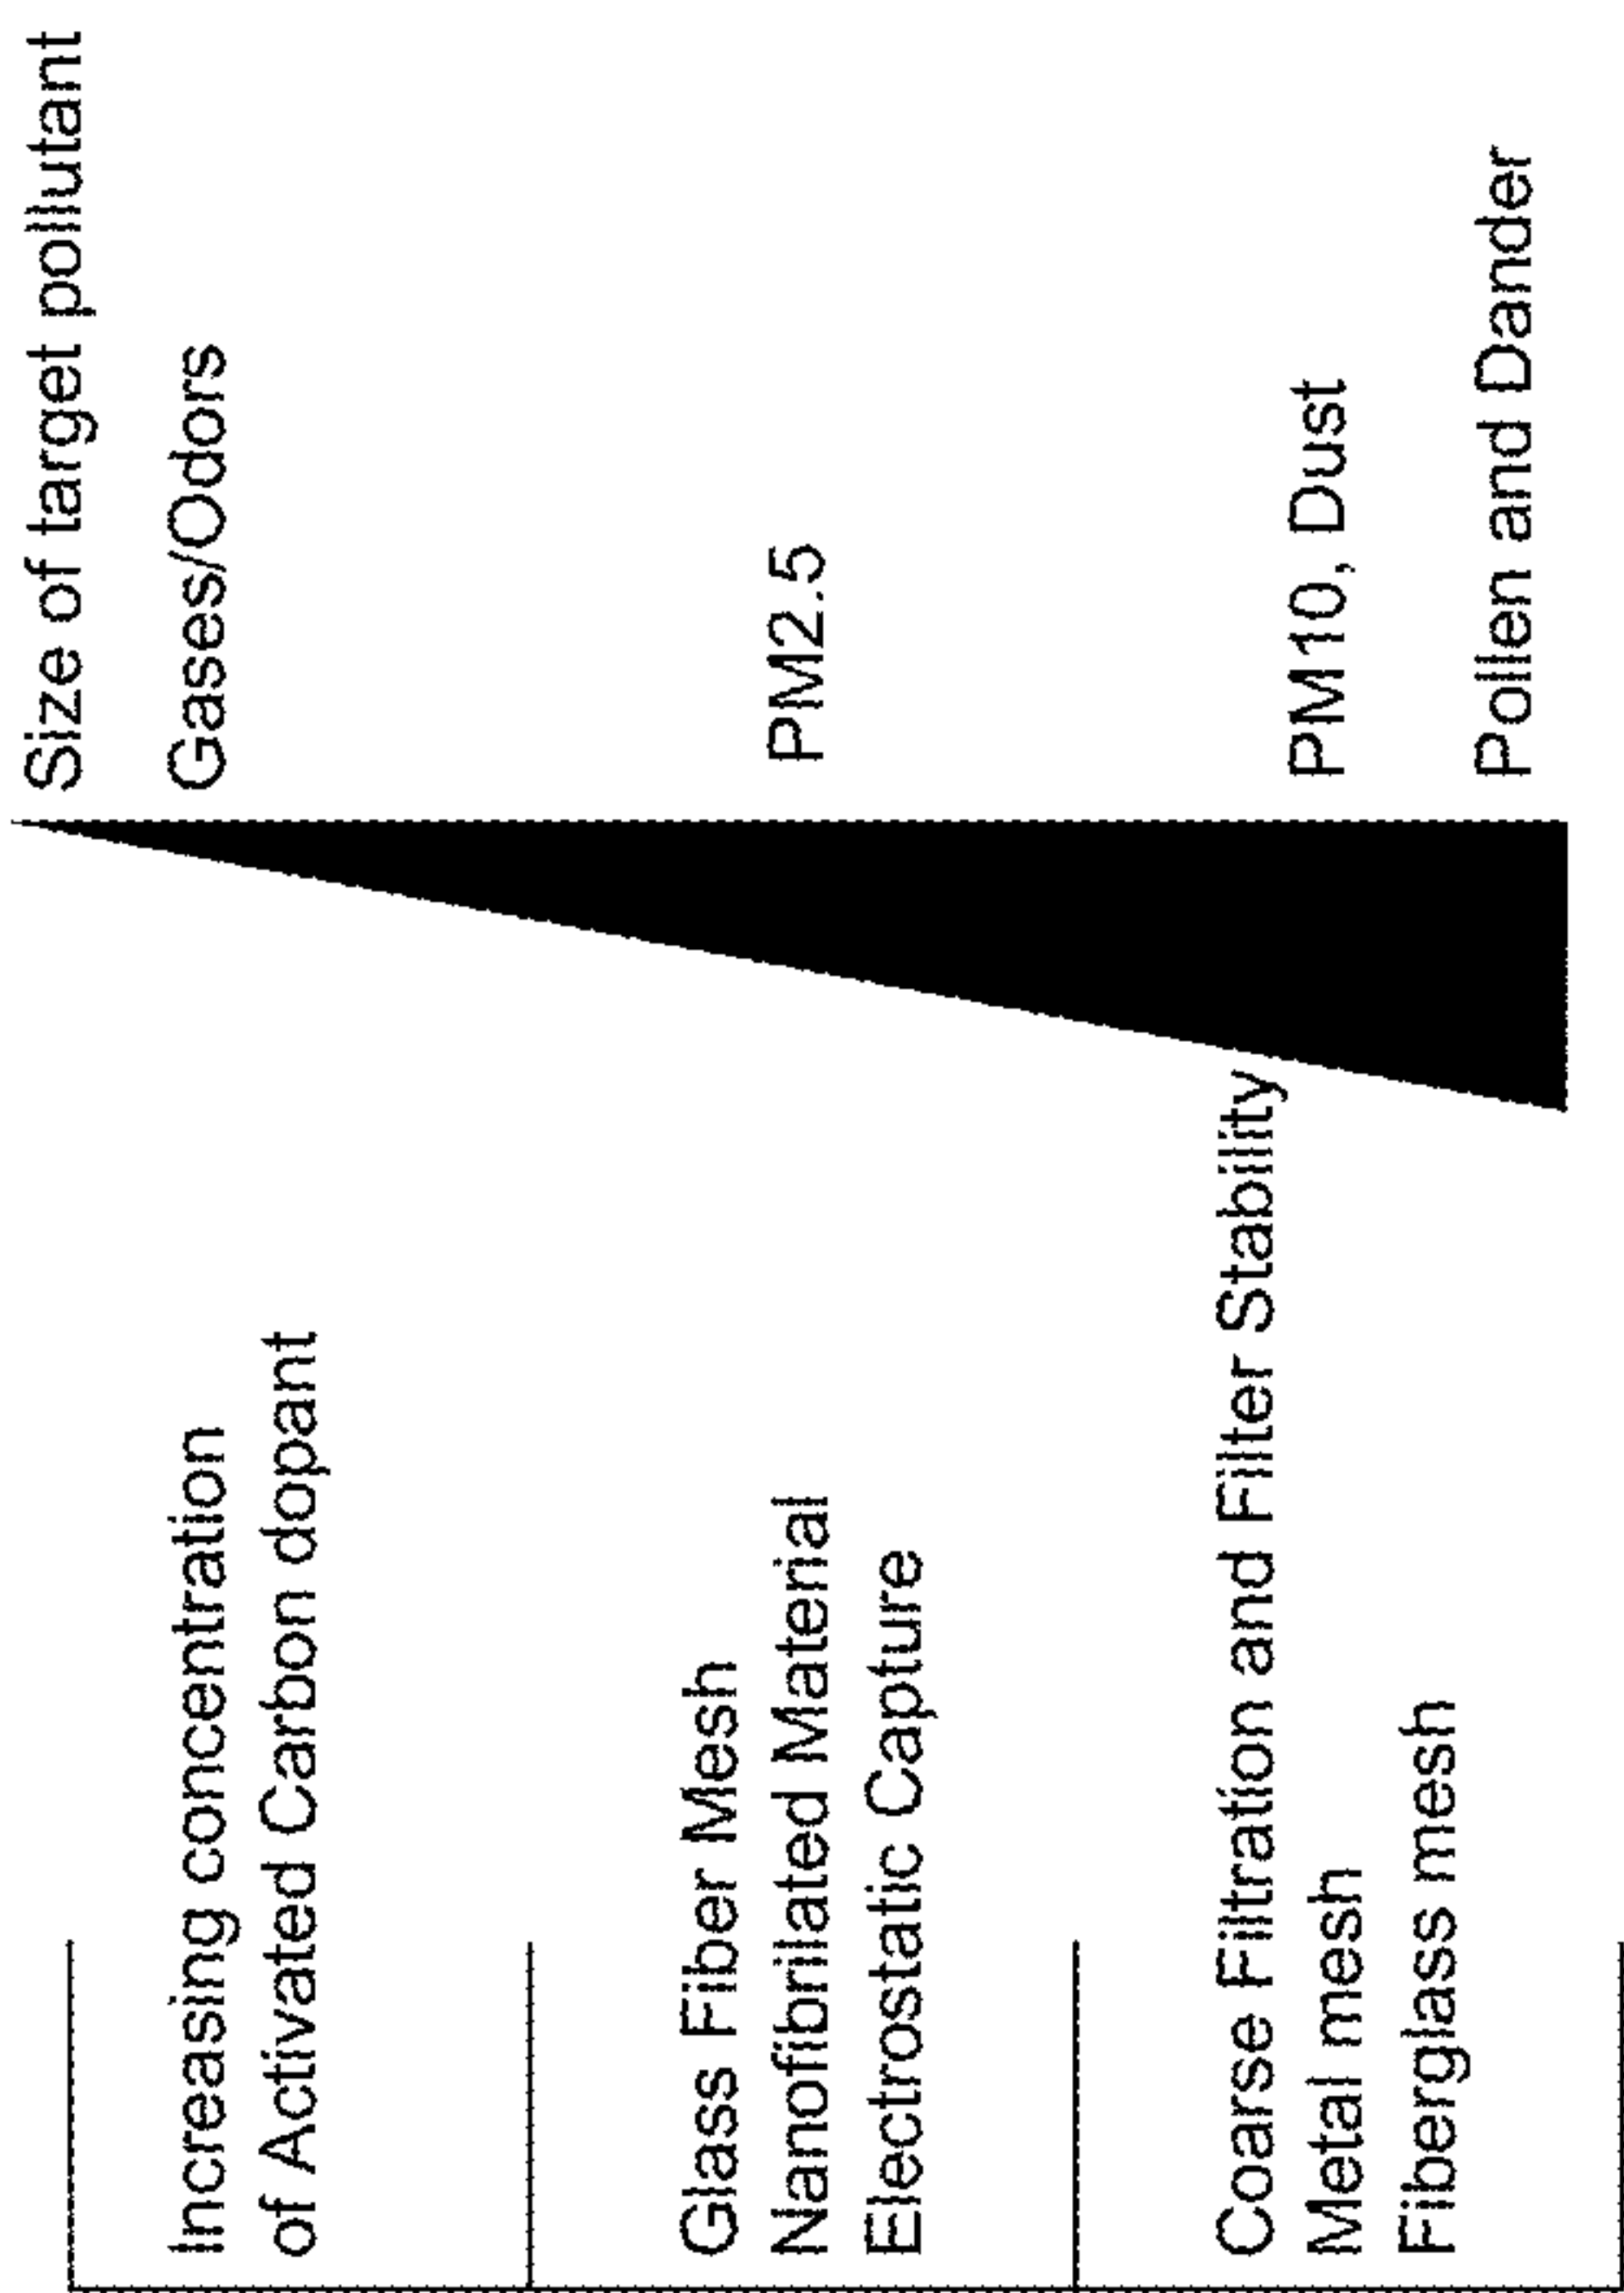 Size of target pollutant
Increasing concentration
of Activated Carbon dopant
Gases/Odors
Glass Fiber Mesh
Nanofibrilated Material
Electrostatic Capture
PM2.5
Coarse Filtration and Filter Stability
Metal mesh
Fiberglass mesh
PM10, Dust
Pollen and Dander